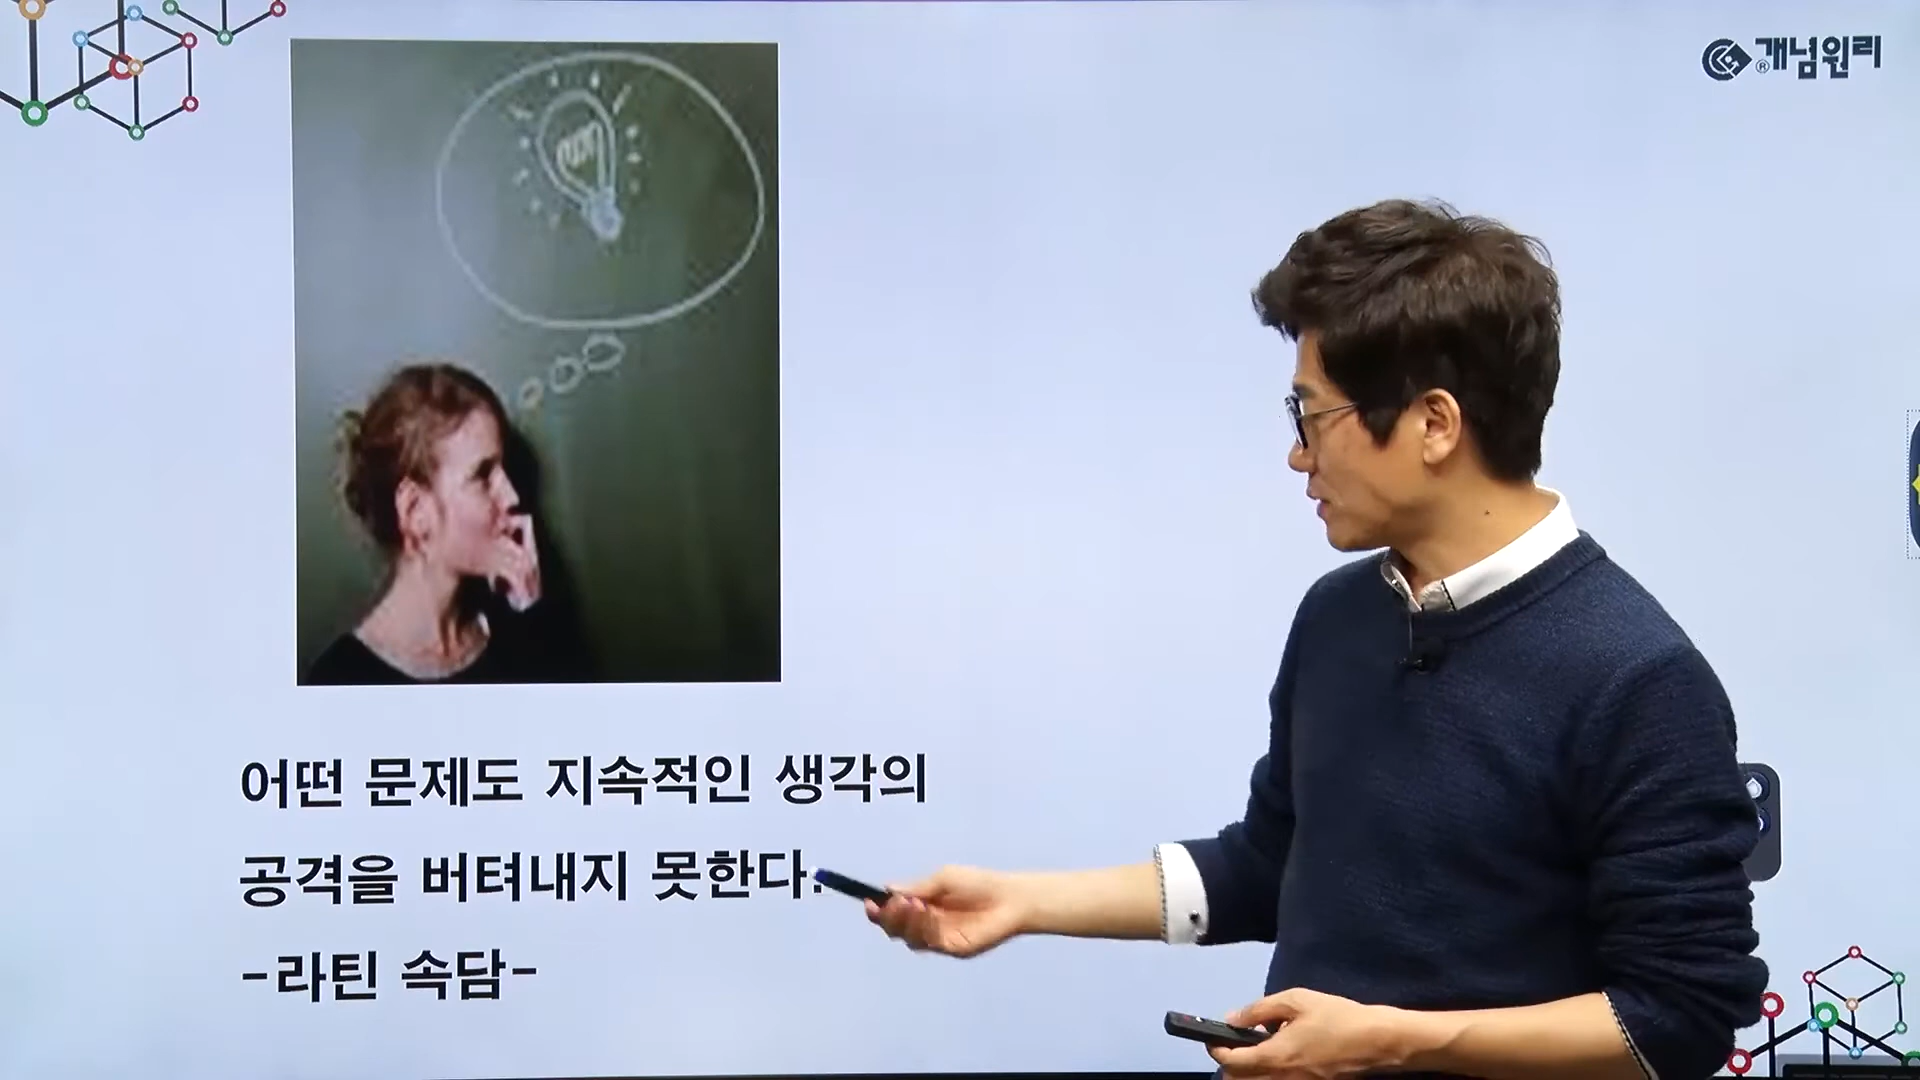 개념원리
®
어떤 문제도 지속적인 생각의
공격을 버텨내지 못한다.
-라틴 속담-